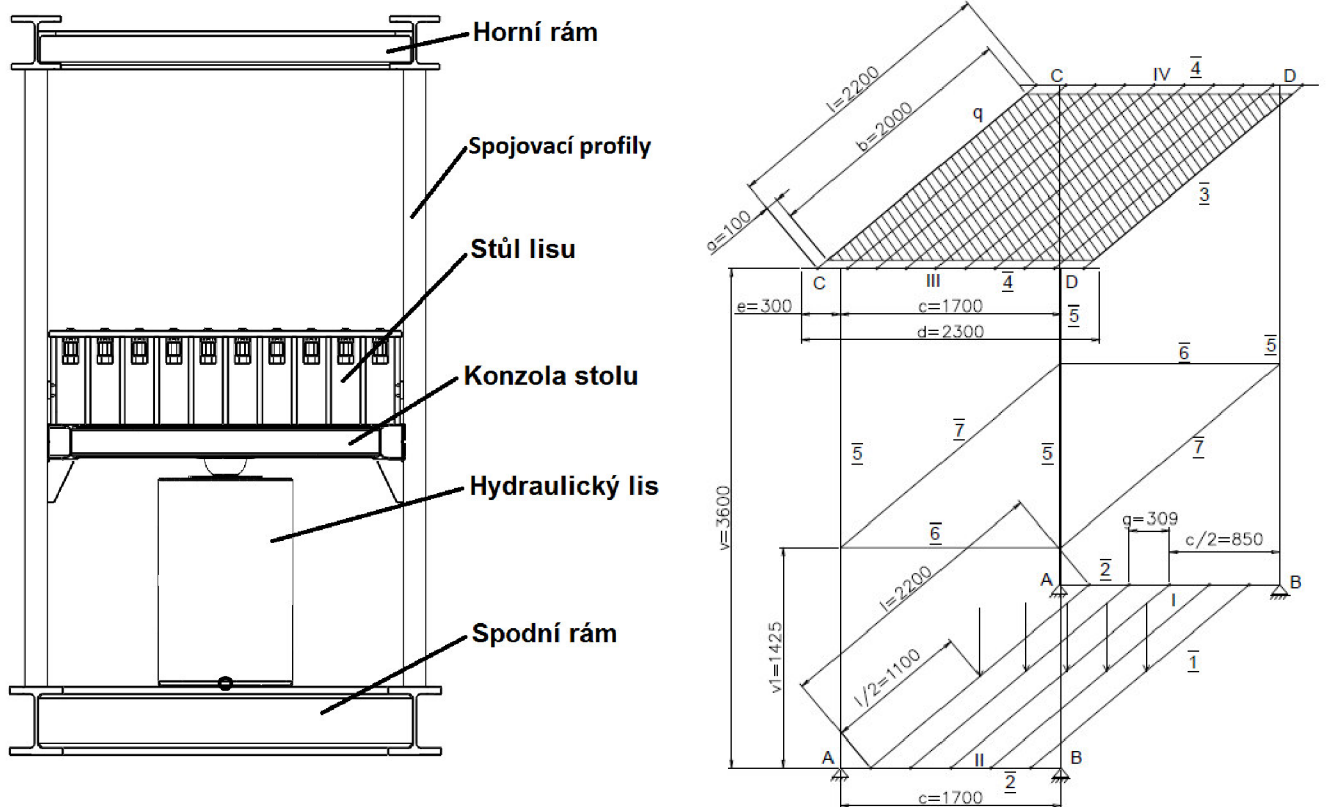 Horní rám
Spojovací profily
Stůl lisu
Konzola stolu
Hydraulický lis
Spodní rám
l=2200
b=2000
a=100
q
C
IV
4
D
3
C
III
4
D
e=300
c=1700
d=2300
5
6
5
7
5
5
7
6
v=3600
v1=1425
l=2200
l/2=1100
g=309
c/2=850
A
2
B
I
1
A
II
B
2
c=1700